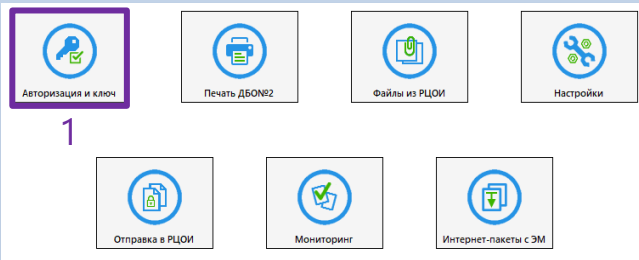 Авторизация и ключ
Печать ДБО№2
Файлы из РЦОИ
Настройки
1
Отправка в РЦОИ
Мониторинг
Интернет-пакеты с ЭМ